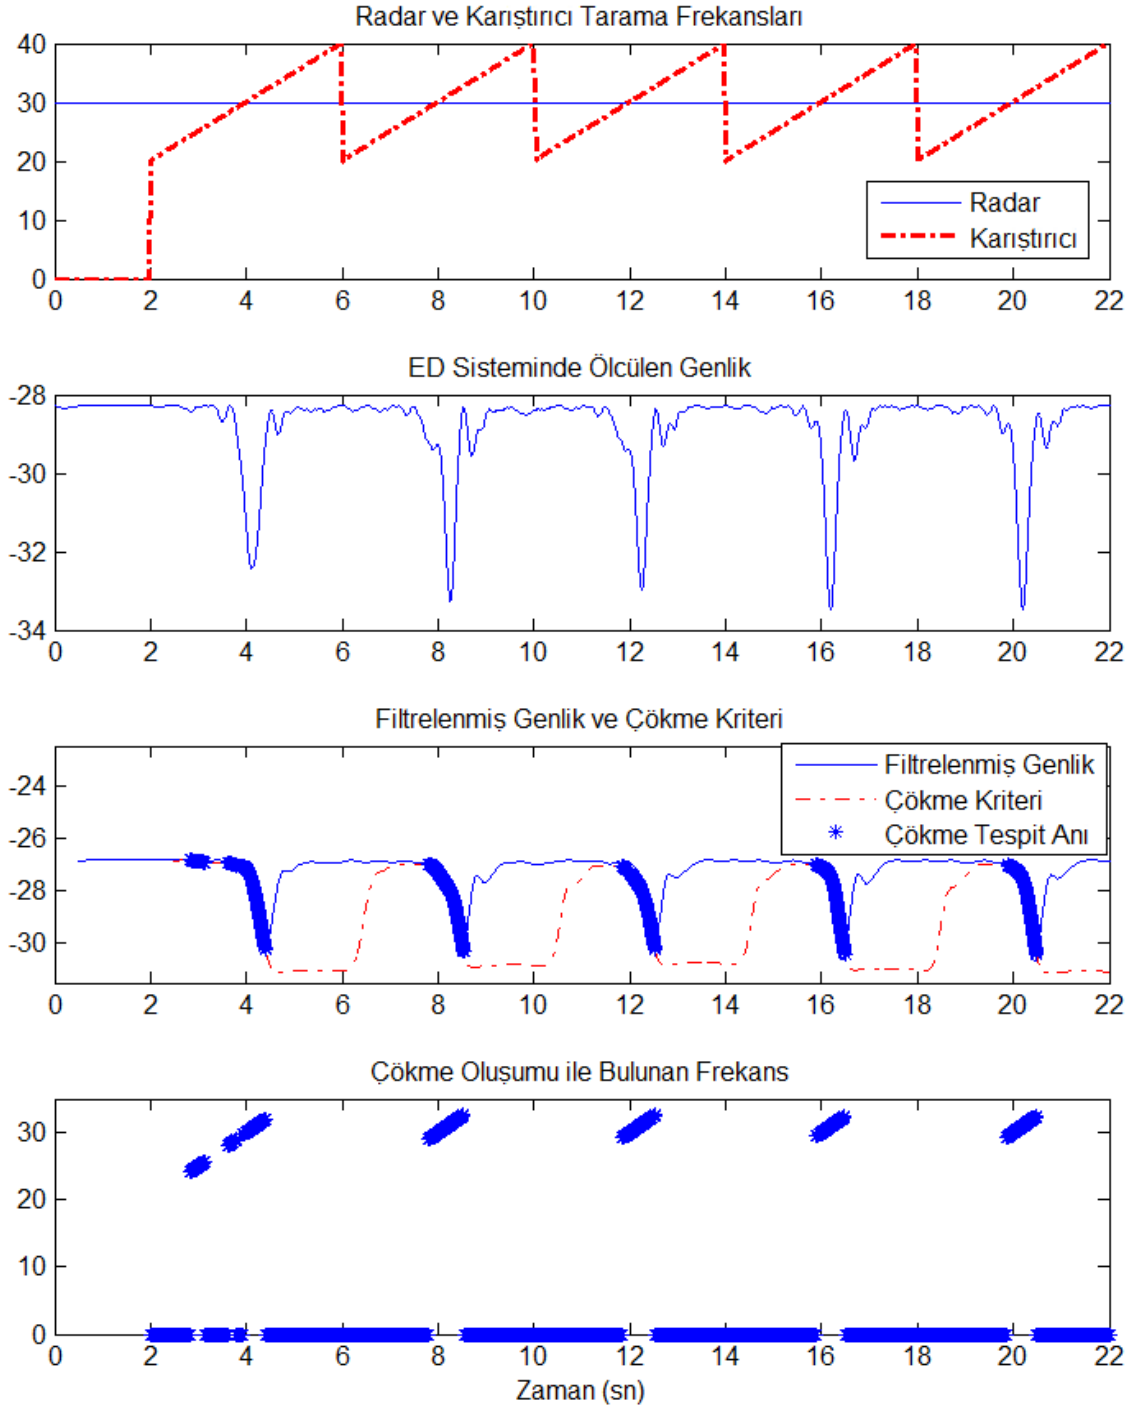 Radar ve Karıştırıcı Tarama Frekansları
40
30
20
10
0
Radar
Karıştırıcı
0 2 4 6 8 10 12 14 16 18 20 22
ED Sisteminde Ölcülen Genlik
-28
-30
-32
-34
0 2 4 6 8 10 12 14 16 18 20 22
Filtrelenmiş Genlik ve Çökme Kriteri
-24
-26
-28
-30
Filtrelenmiş Genlik
Çökme Kriteri
Çökme Tespit Anı
0 2 4 6 8 10 12 14 16 18 20 22
Çökme Oluşumu ile Bulunan Frekans
30
20
10
0
0 2 4 6 8 10 12 14 16 18 20 22
Zaman (sn)